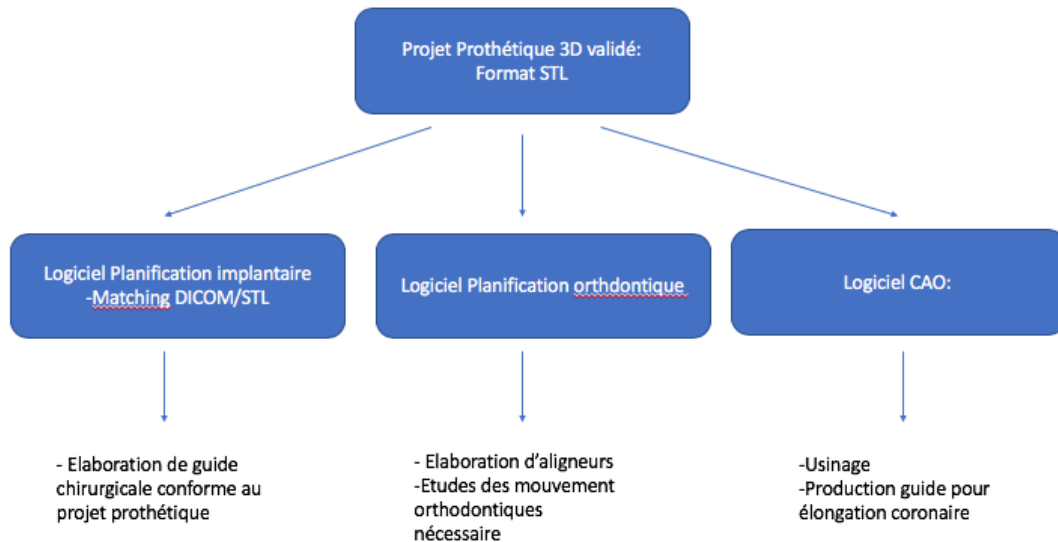 Projet Prothétique 3D validé:
Format STL
Logiciel Planification implantaire
-Matching DICOM/STL
Logiciel Planification orthdontique
Logiciel CAO:
- Elaboration de guide
chirurgicale conforme au
projet prothétique
- Elaboration d’aligneurs
-Etudes des mouvement
orthodontiques
nécessaire
-Usinage
-Production guide pour
élongation coronaire